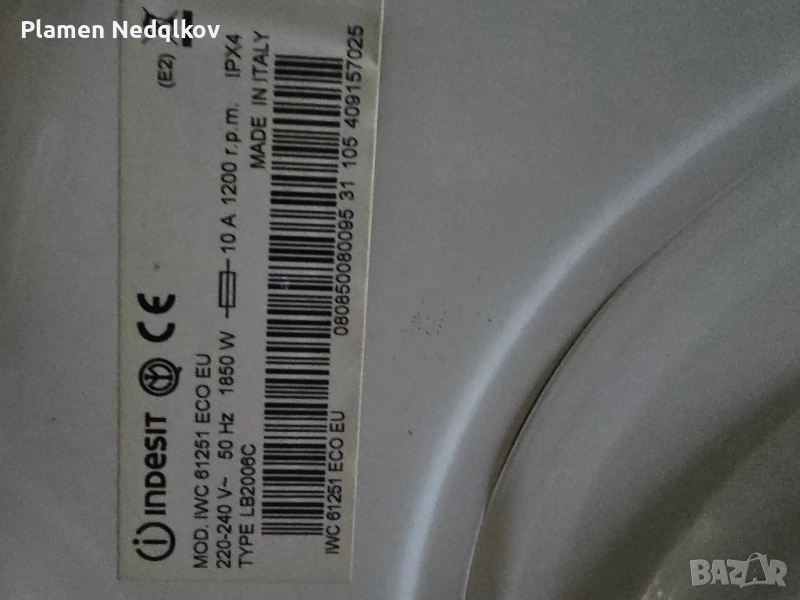 Plamen Nedqlkov
INDESIT
CE
(E2)
MOD. IWC 61251 ECO EU
220-240 V~ 50 Hz 1850 W 10 A 1200 r.p.m. IPX4
TYPE LB2006C
MADE IN ITALY
IWC 61251 ECO EU
080850080095 31 105 409157025
BAZAR